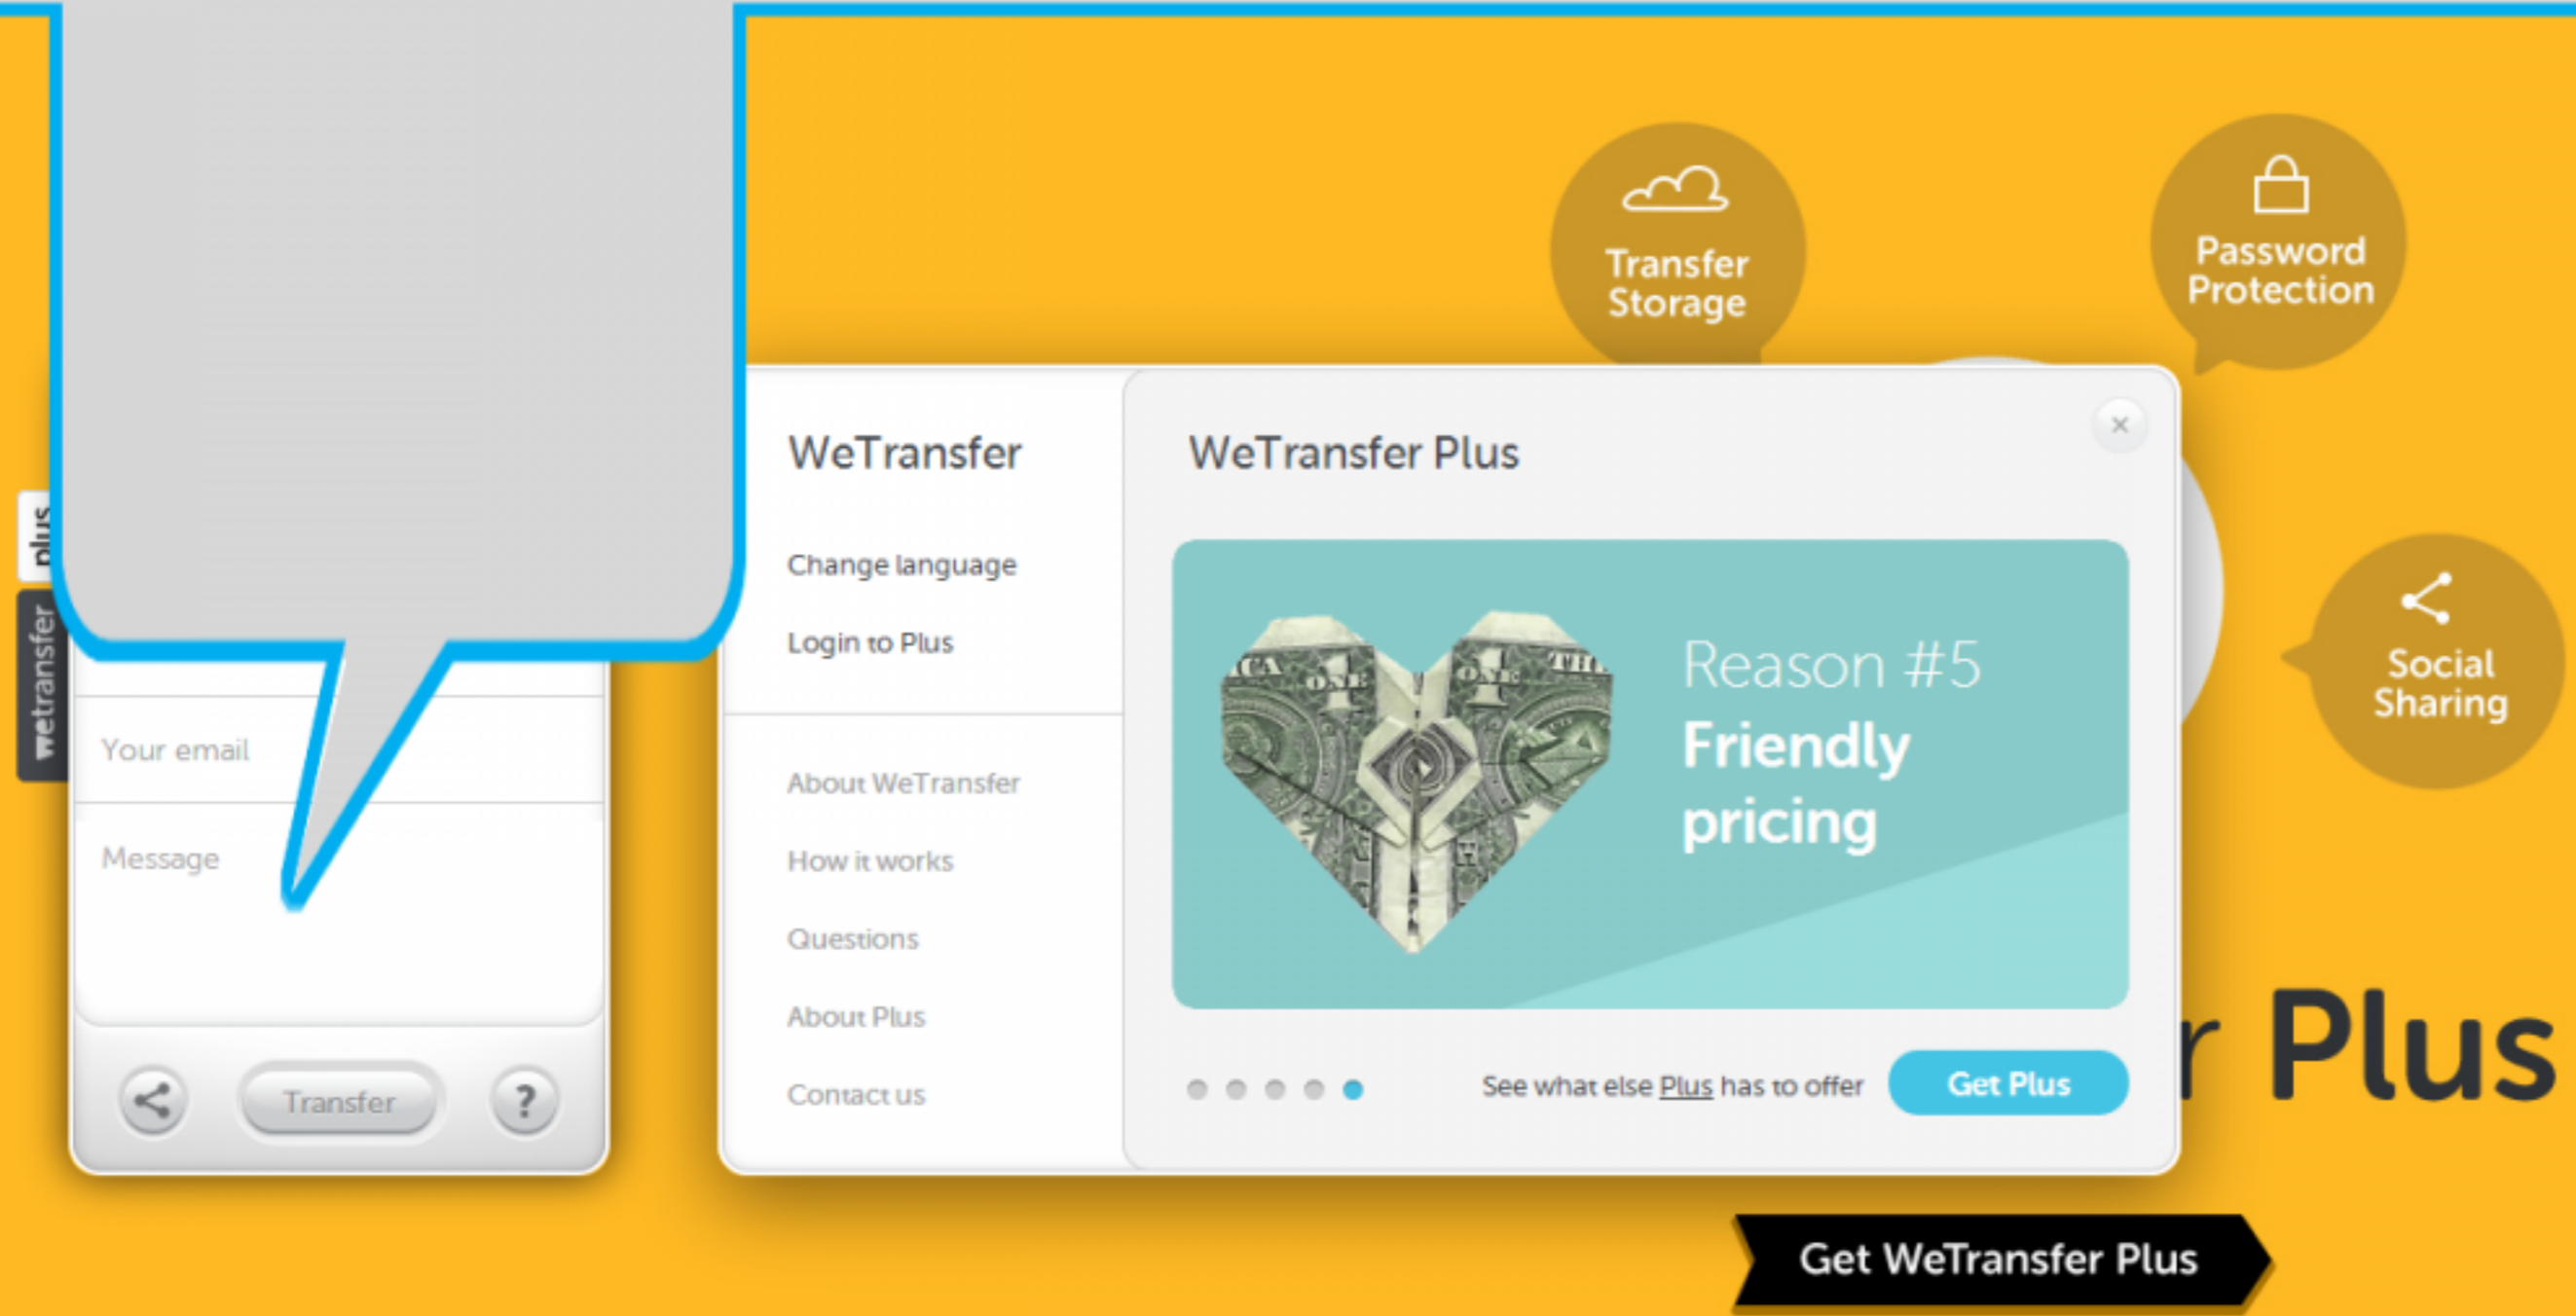 Transfer
Storage
Password
Protection
Social
Sharing
plus
wetransfer
Your email
Message
Transfer
?
WeTransfer
Change language
Login to Plus
About WeTransfer
How it works
Questions
About Plus
Contact us
WeTransfer Plus
Reason #5
Friendly
pricing
See what else Plus has to offer
Get Plus
r Plus
Get WeTransfer Plus